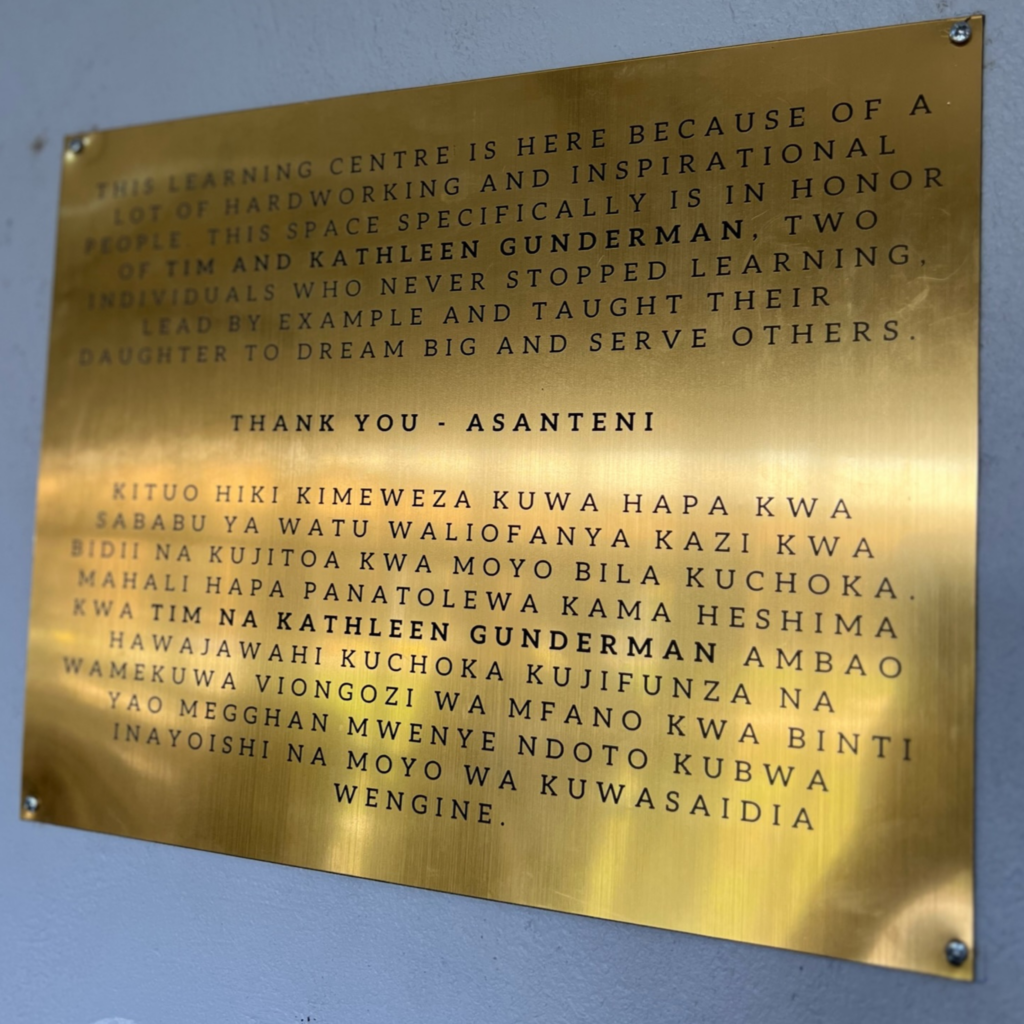 THIS LEARNING CENTRE IS HERE BECAUSE OF A
LOT OF HARDWORKING AND INSPIRATIONAL
PEOPLE. THIS SPACE SPECIFICALLY IS IN HONOR
OF TIM AND KATHLEEN GUNDERMAN, TWO
INDIVIDUALS WHO NEVER STOPPED LEARNING,
LEAD BY EXAMPLE AND TAUGHT THEIR
DAUGHTER TO DREAM BIG AND SERVE OTHERS.
THANK YOU - ASANTENI
KITUO HIKI KIMEWEZA KUWA HAPA KWA
SABABU YA WATU WALIOFANYA KAZI KWA
BIDII NA KUJITOA KWA MOYO BILA KUCHOKA.
MAHALI HAPA PANATOLEWA KAMA HESHIMA
KWA TIM NA KATHLEEN GUNDERMAN AMBAO
HAWAJAWAHI KUCHOKA KUJIFUNZA NA
WAMEKUWA VIONGOZI WA MFANO KWA BINTI
YAO MEGGHAN MWENYE NDOTO KUBWA
INAYOISHI NA MOYO WA KUWASAIDIA
WENGINE.